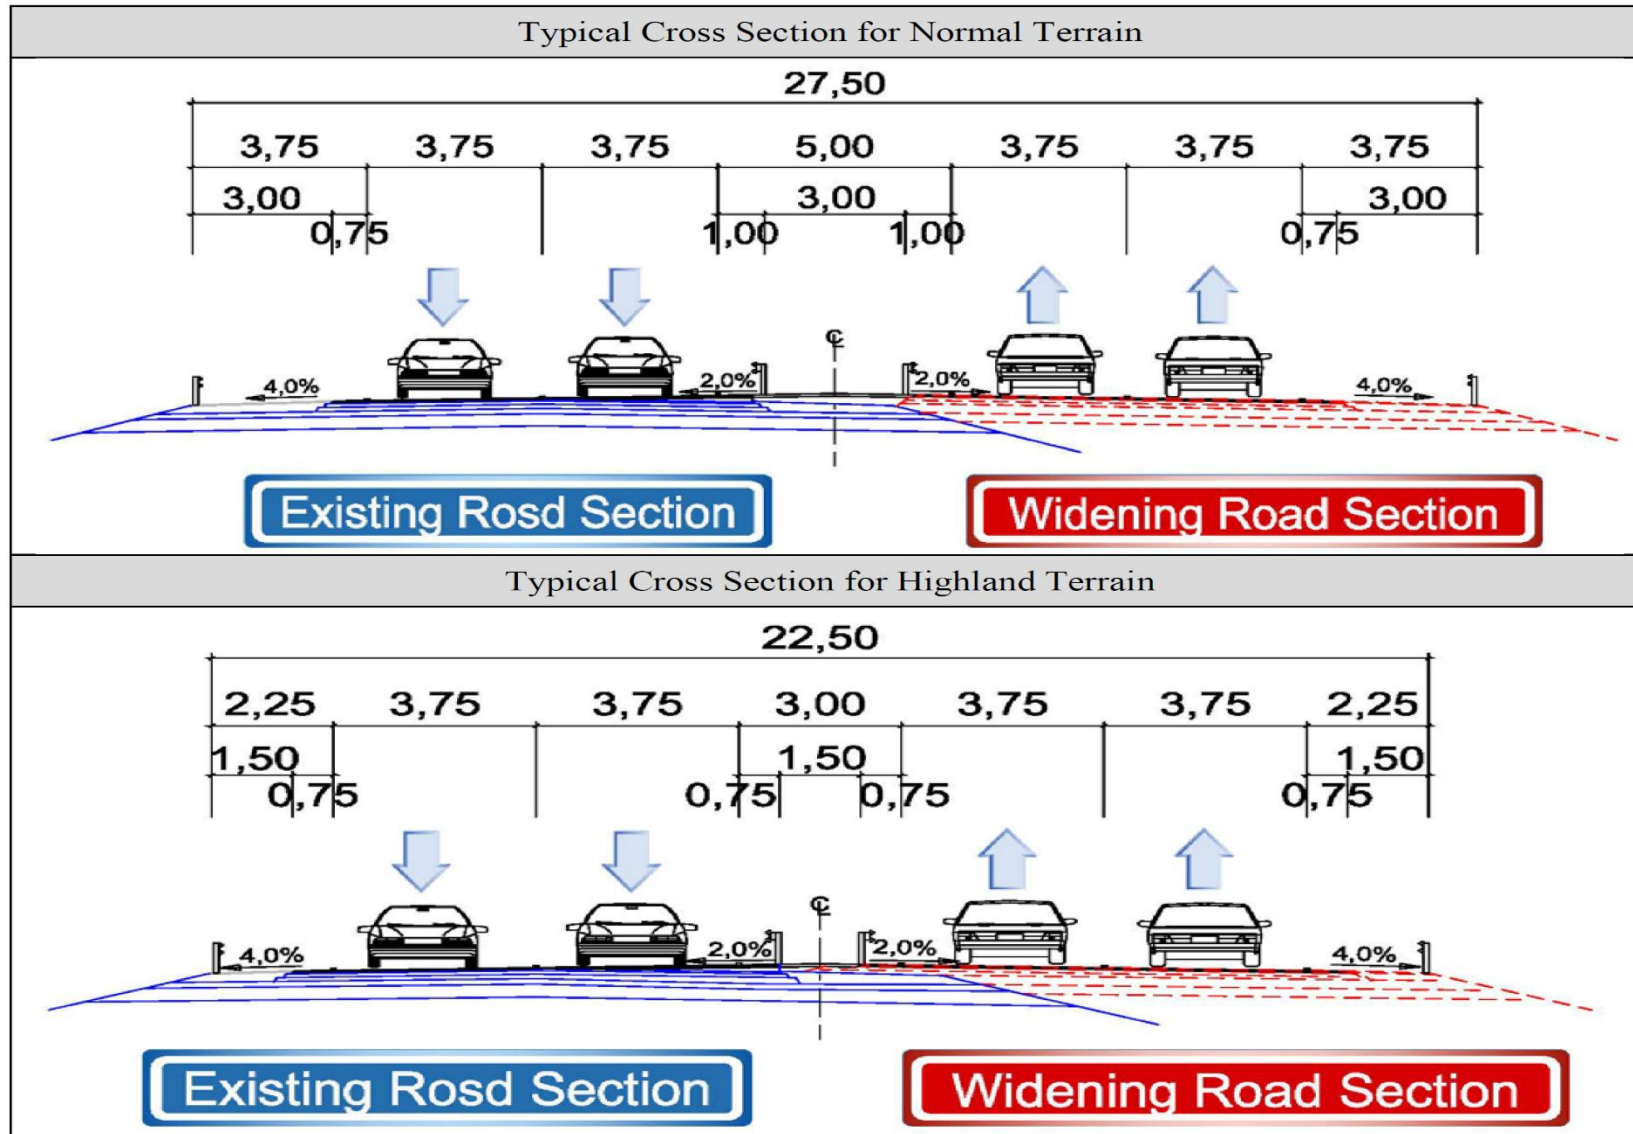 Typical Cross Section for Normal Terrain
27,50
3,75 3,75 3,75 5,00 3,75 3,75 3,75
3,00 3,00 3,00
0,75 1,00 1,00 0,75
℄
4,0% 2,0% 2,0% 4,0%
Existing Rosd Section Widening Road Section
Typical Cross Section for Highland Terrain
22,50
2,25 3,75 3,75 3,00 3,75 3,75 2,25
1,50 1,50 1,50
0,75 0,75 0,75 0,75
℄
4,0% 2,0% 2,0% 4,0%
Existing Rosd Section Widening Road Section